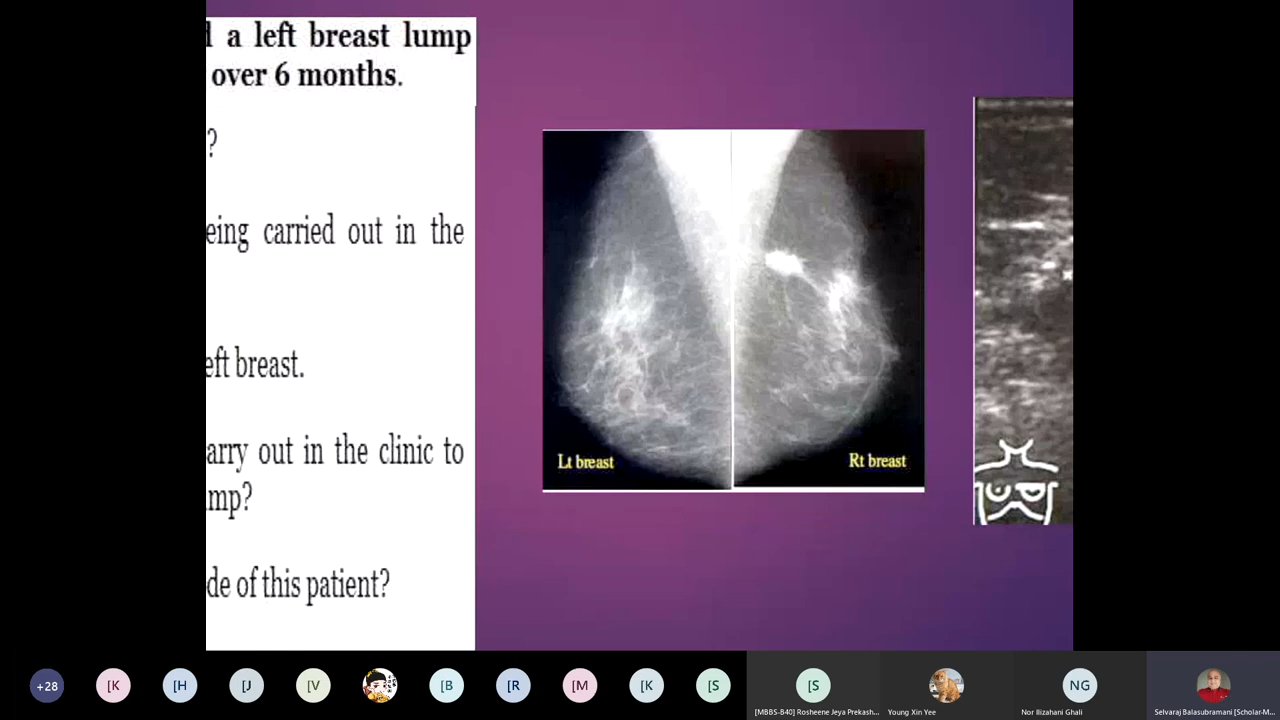 d a left breast lump
over 6 months.
?
eing carried out in the
eft breast.
arry out in the clinic to
mp?
de of this patient?
Lt breast
Rt breast
+28
[K
[H
[J
[V
[B
[R
[M
[K
[S
[S
NG
[MBBS-B40] Rosheene Jeya Prekash...
Young Xin Yee
Nor Ilizahani Ghali
Selvaraj Balasubramani [Scholar-M...